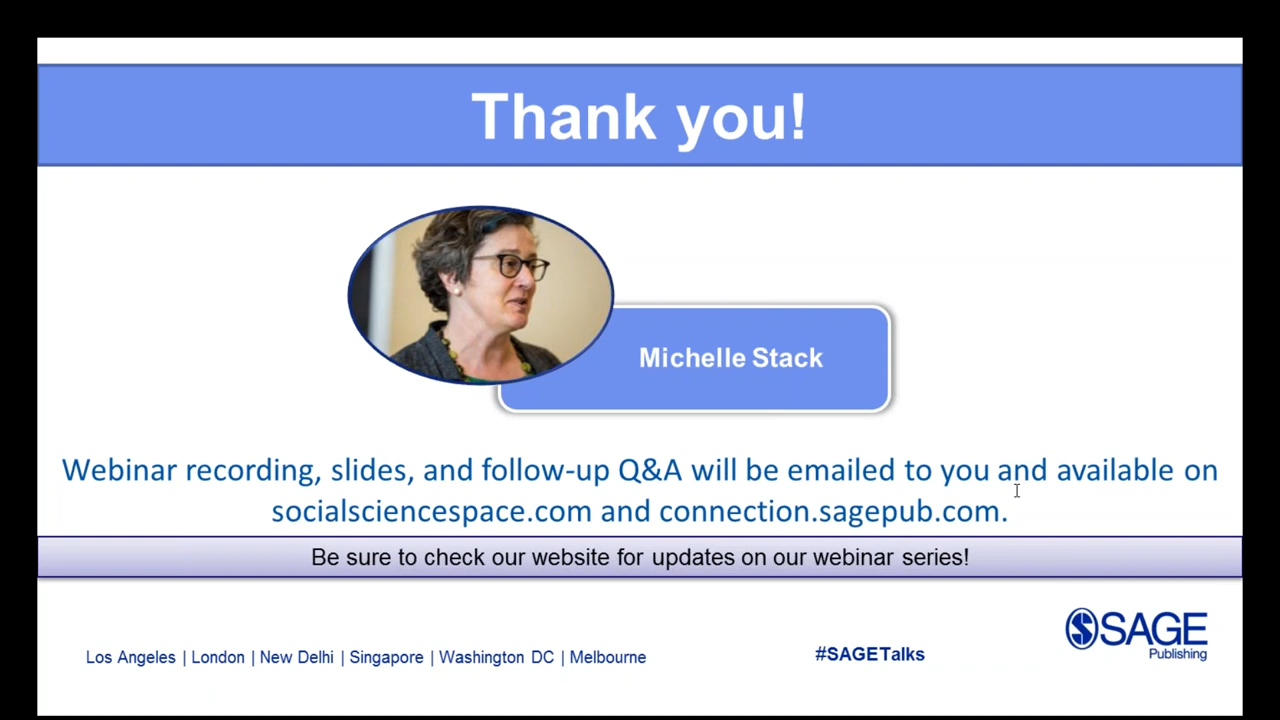 Thank you!
Michelle Stack
Webinar recording, slides, and follow-up Q&A will be emailed to you and available on
socialsciencespace.com and connection.sagepub.com.
Be sure to check our website for updates on our webinar series!
Los Angeles | London | New Delhi | Singapore | Washington DC | Melbourne
#SAGETalks
SAGE
Publishing